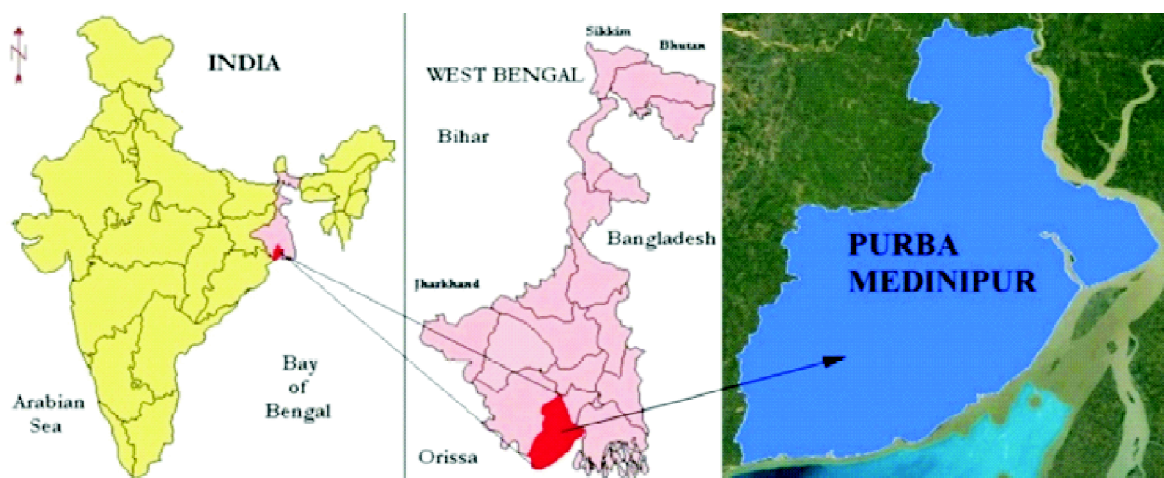 N
INDIA
Arabian
Sea
Bay
of
Bengal
Sikkim
Bhutan
WEST BENGAL
Bihar
Bangladesh
Jharkhand
Orissa
PURBA
MEDINIPUR